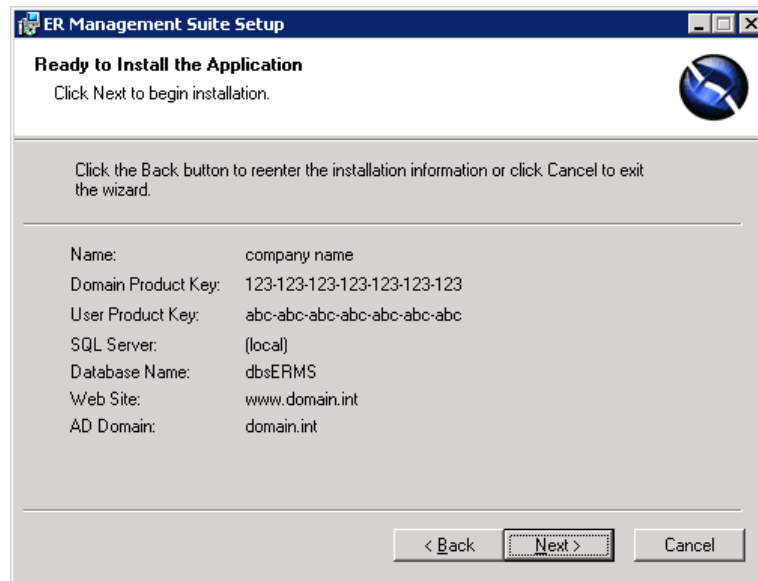 ER Management Suite Setup
Ready to Install the Application
Click Next to begin installation.
Click the Back button to reenter the installation information or click Cancel to exit
the wizard.
Name: company name
Domain Product Key: 123-123-123-123-123-123-123
User Product Key: abc-abc-abc-abc-abc-abc-abc
SQL Server: (local)
Database Name: dbsERMS
Web Site: www.domain.int
AD Domain: domain.int
< Back Next > Cancel